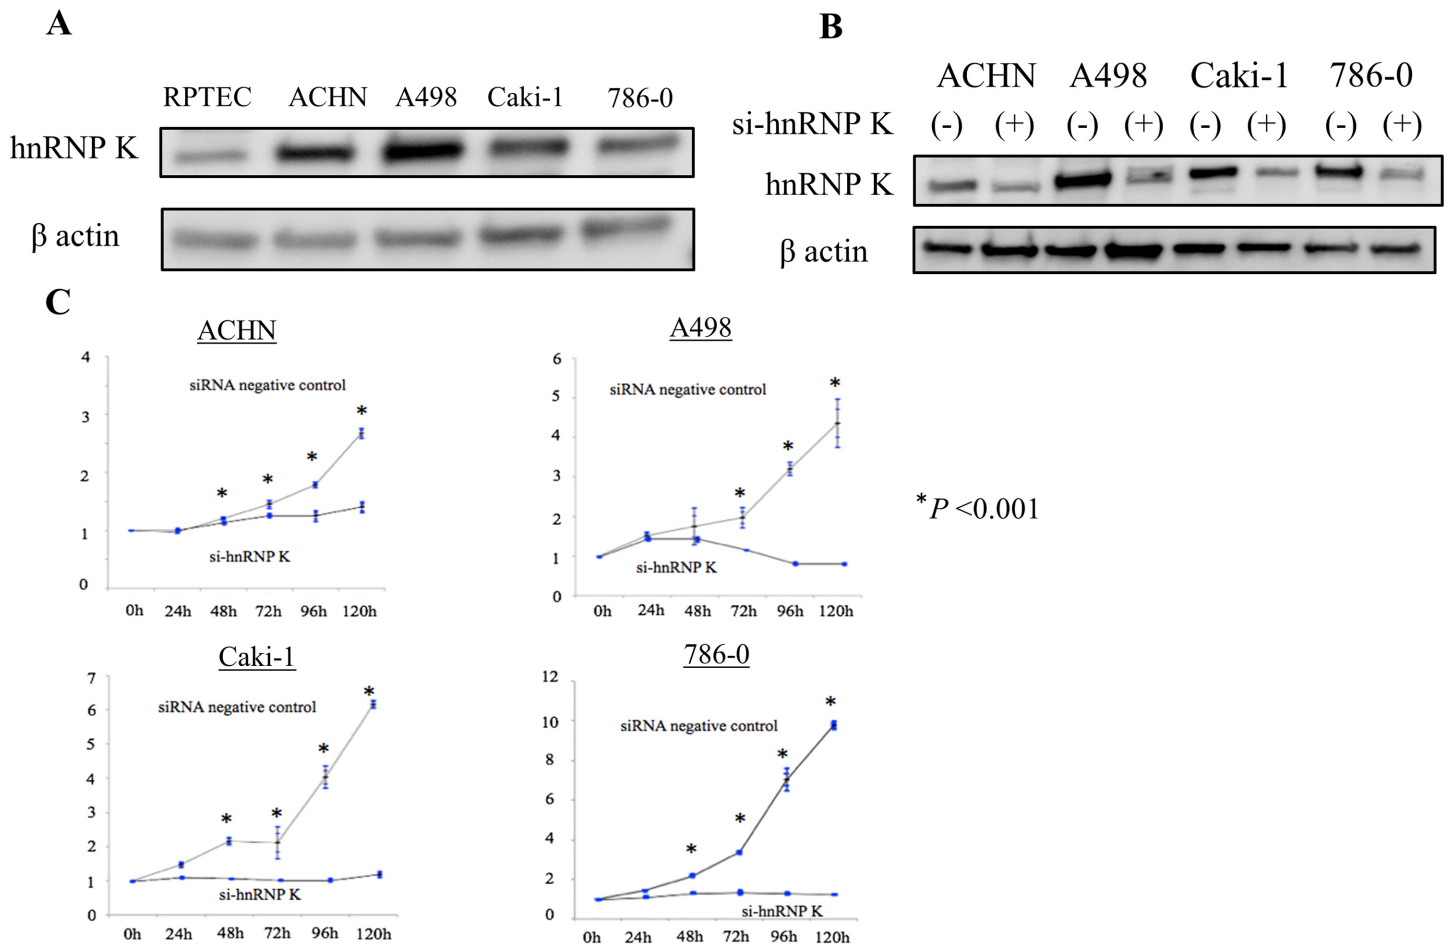 A
RPTEC ACHN A498 Caki-1 786-0
hnRNP K
β actin
B
ACHN A498 Caki-1 786-0
si-hnRNP K (-) (+) (-) (+) (-) (+) (-) (+)
hnRNP K
β actin
C
ACHN
4
3
2
1
0
siRNA negative control
* * * *
si-hnRNP K
0h 24h 48h 72h 96h 120h
A498
6
5
4
3
2
1
0
siRNA negative control
* * *
si-hnRNP K
0h 24h 48h 72h 96h 120h
*P <0.001
Caki-1
7
6
5
4
3
2
1
0
siRNA negative control
* * * *
si-hnRNP K
0h 24h 48h 72h 96h 120h
786-0
12
10
8
6
4
2
0
siRNA negative control
* * * *
si-hnRNP K
0h 24h 48h 72h 96h 120h